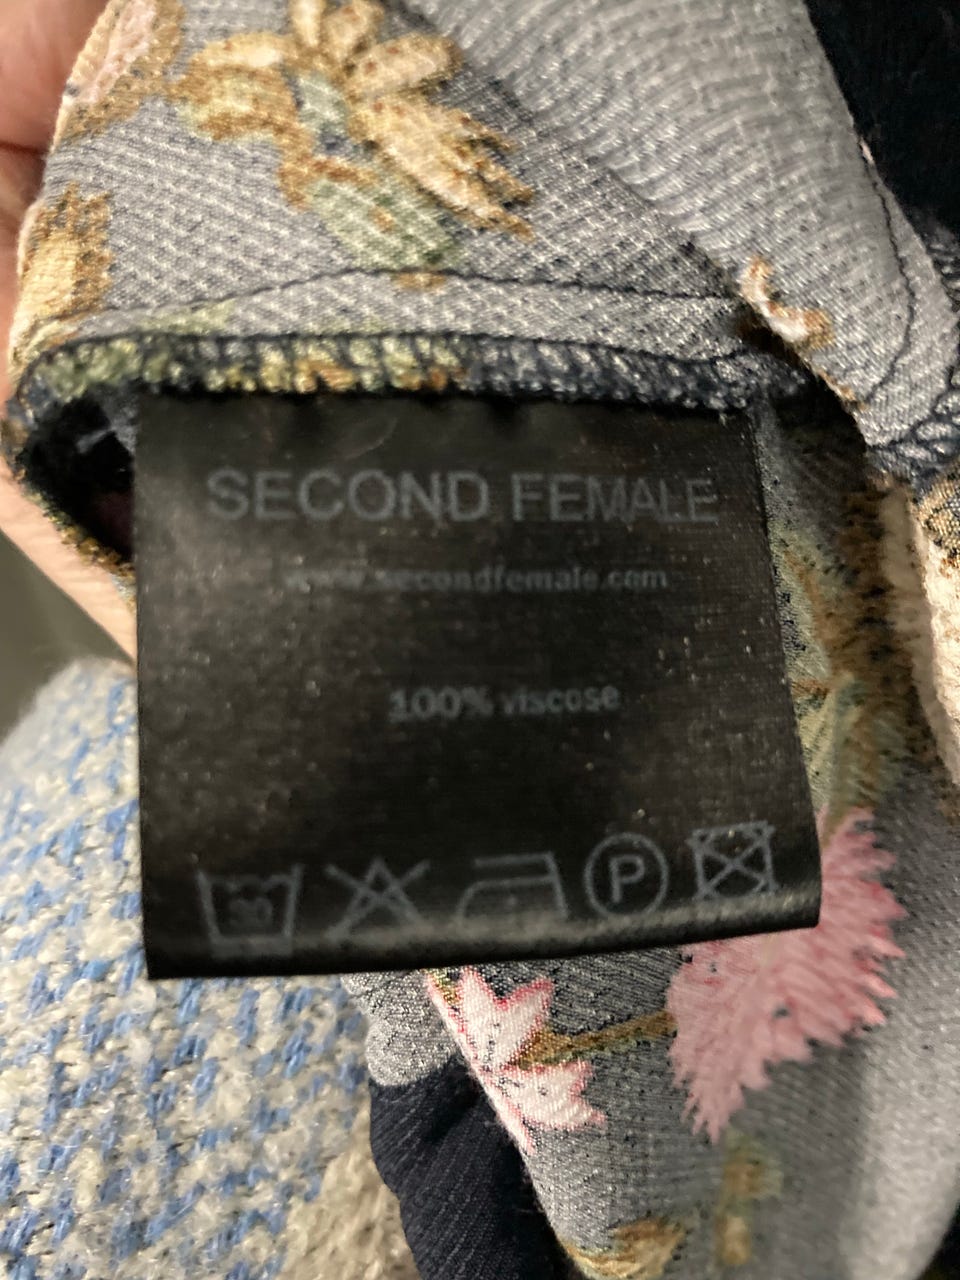 SECOND FEMALE
www.secondfemale.com
100% viscose
30 P